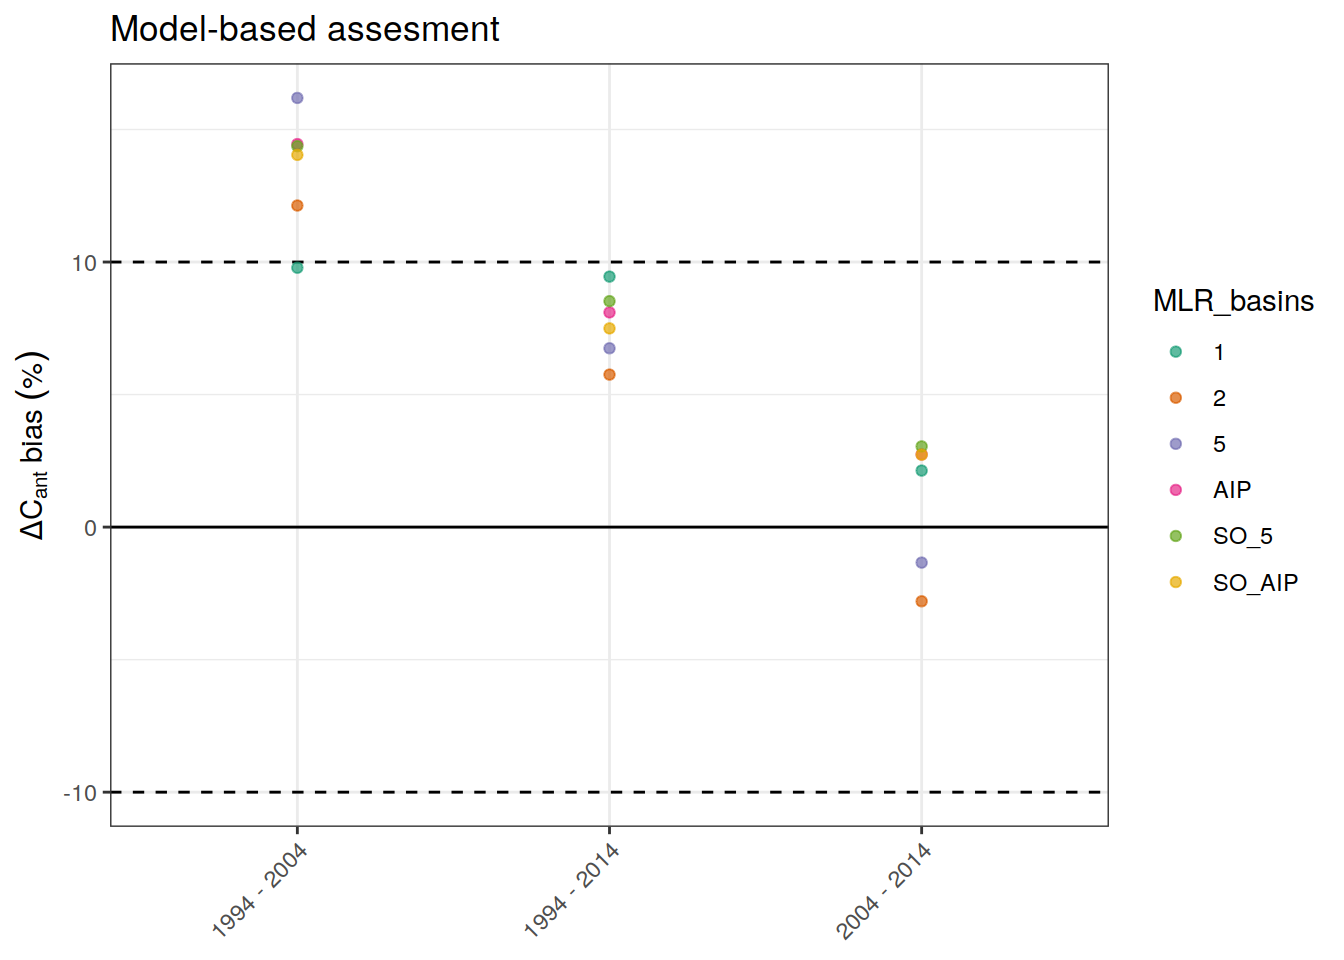 Model-based assesment
ΔCant bias (%)
10
0
-10
1994 - 2004
1994 - 2014
2004 - 2014
MLR_basins
1
2
5
AIP
SO_5
SO_AIP